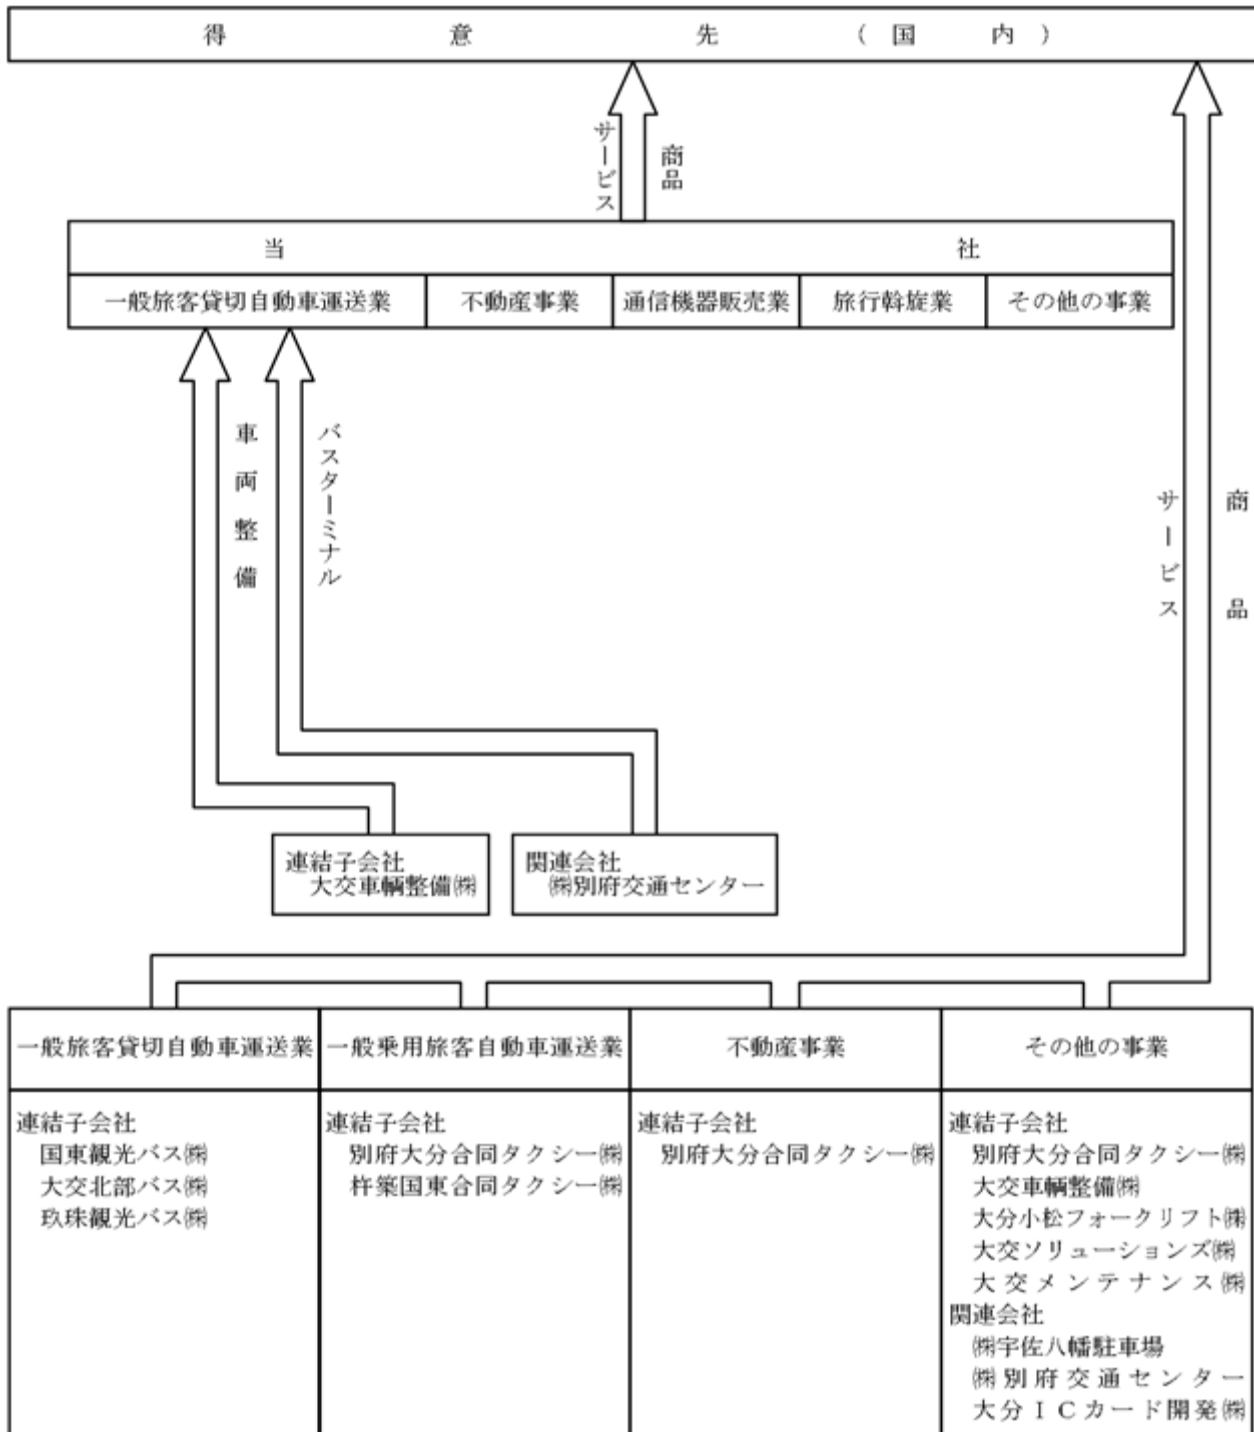 得意先(国内)
サービス
商品
当社
一般旅客貸切自動車運送業
不動産事業
通信機器販売業
旅行斡旋業
その他の事業
車両整備
バスターミナル
サービス
商品
連結子会社
大交車輌整備㈱
関連会社
㈱別府交通センター
一般旅客貸切自動車運送業
一般乗用旅客自動車運送業
不動産事業
その他の事業
連結子会社
国東観光バス㈱
大交北部バス㈱
玖珠観光バス㈱
連結子会社
別府大分合同タクシー㈱
杵築国東合同タクシー㈱
連結子会社
別府大分合同タクシー㈱
連結子会社
別府大分合同タクシー㈱
大交車輌整備㈱
大分小松フォークリフト㈱
大交ソリューションズ㈱
大交メンテナンス㈱
関連会社
㈱宇佐八幡駐車場
㈱別府交通センター
大分ICカード開発㈱